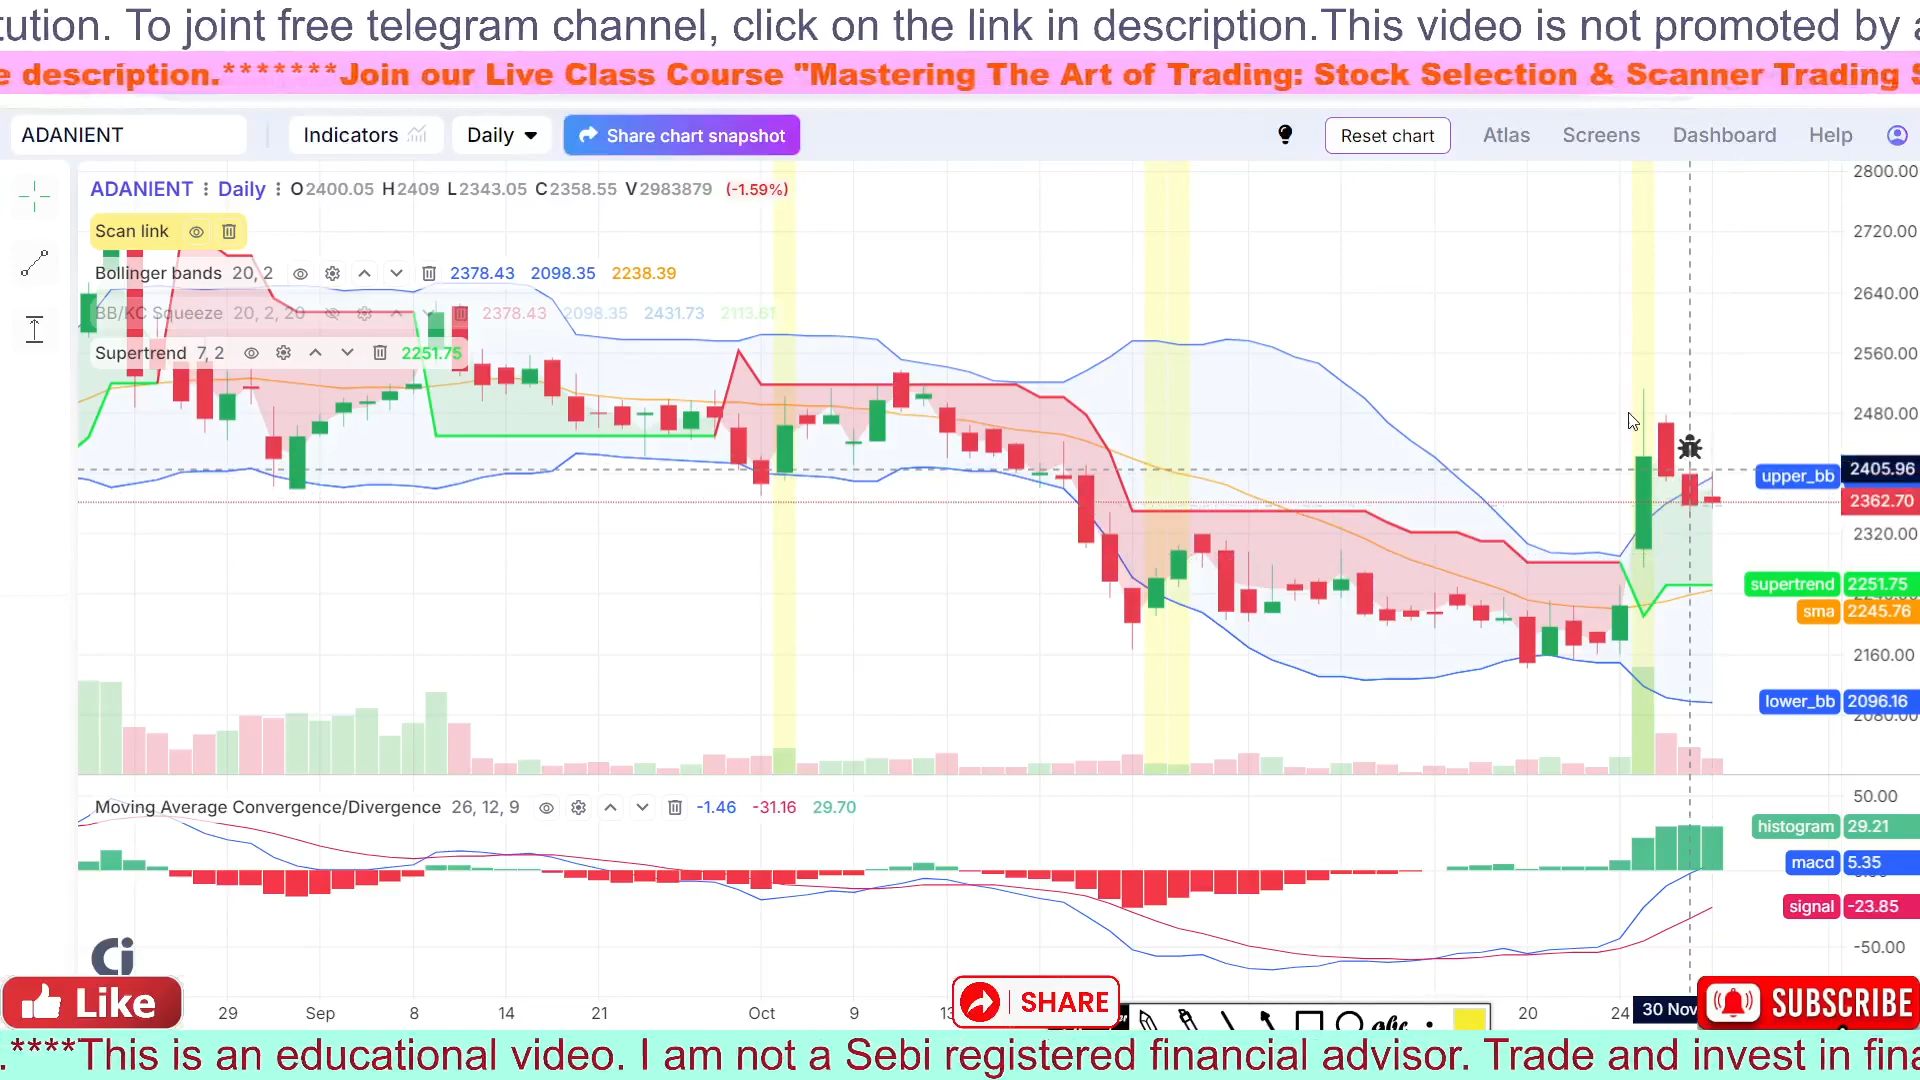 tution. To joint free telegram channel, click on the link in description.This video is not promoted by a
e description.*******Join our Live Class Course "Mastering The Art of Trading: Stock Selection & Scanner Trading S
ADANIENT Indicators Daily Share chart snapshot Reset chart Atlas Screens Dashboard Help
ADANIENT Daily O2400.05 H2409 L2343.05 C2358.55 V2983879 (-1.59%)
Scan link
Bollinger bands 20, 2 2378.43 2098.35 2238.39
BB/KC Squeeze 20, 2, 20 2378.43 2098.35 2431.73 2113.61
Supertrend 7, 2 2251.75
2800.00
2720.00
2640.00
2560.00
2480.00
2405.96
upper_bb
2362.70
2320.00
supertrend 2251.75
sma 2245.76
2160.00
lower_bb 2096.16
2080.00
Moving Average Convergence/Divergence 26, 12, 9 -1.46 -31.16 29.70
50.00
histogram 29.21
macd 5.35
signal -23.85
-50.00
Ci
29 Sep 8 14 21 Oct 9 20 24 30 Nov
Like
SHARE
abc
SUBSCRIBE
.****This is an educational video. I am not a Sebi registered financial advisor. Trade and invest in fina